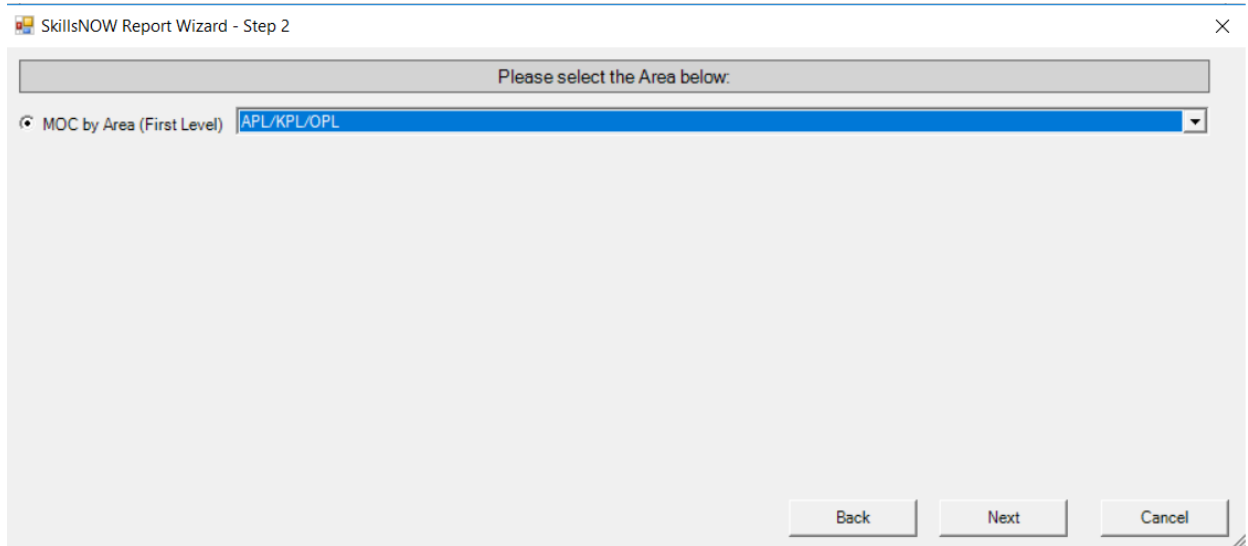 SkillsNOW Report Wizard - Step 2
Please select the Area below:
MOC by Area (First Level) APL/KPL/OPL
Back Next Cancel